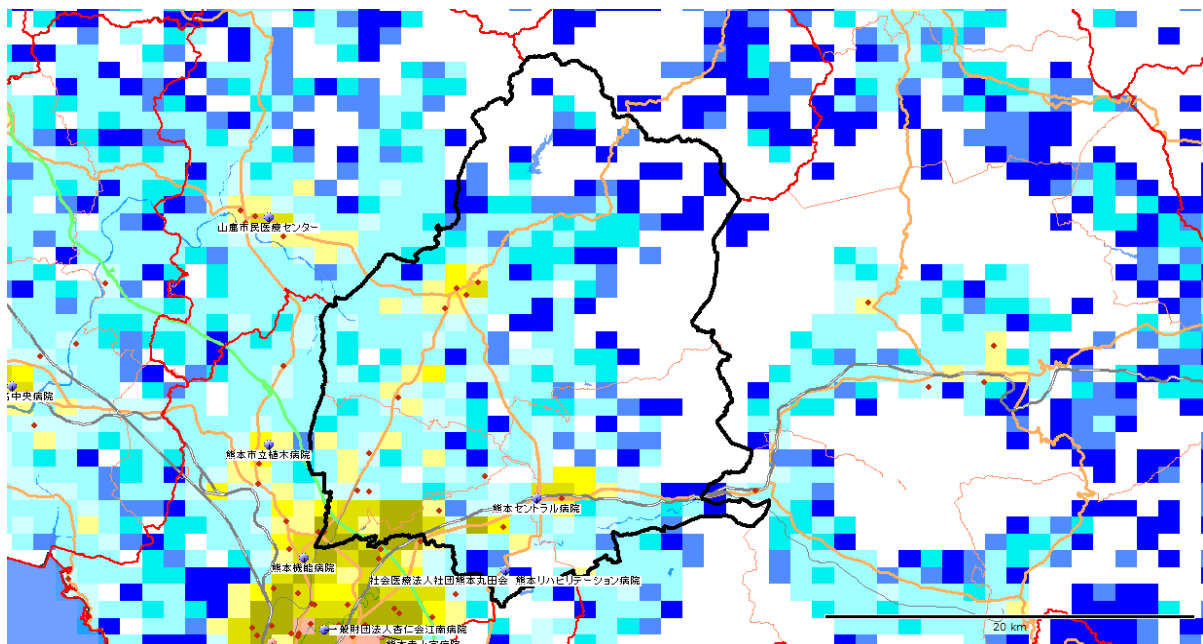 山鹿市民医療センター
名中央病院
熊本市立植木病院
熊本セントラル病院
熊本機能病院
社会医療法人社団熊本丸田会 熊本リハビリテーション病院
一般財団法人杏仁会江南病院
20 km